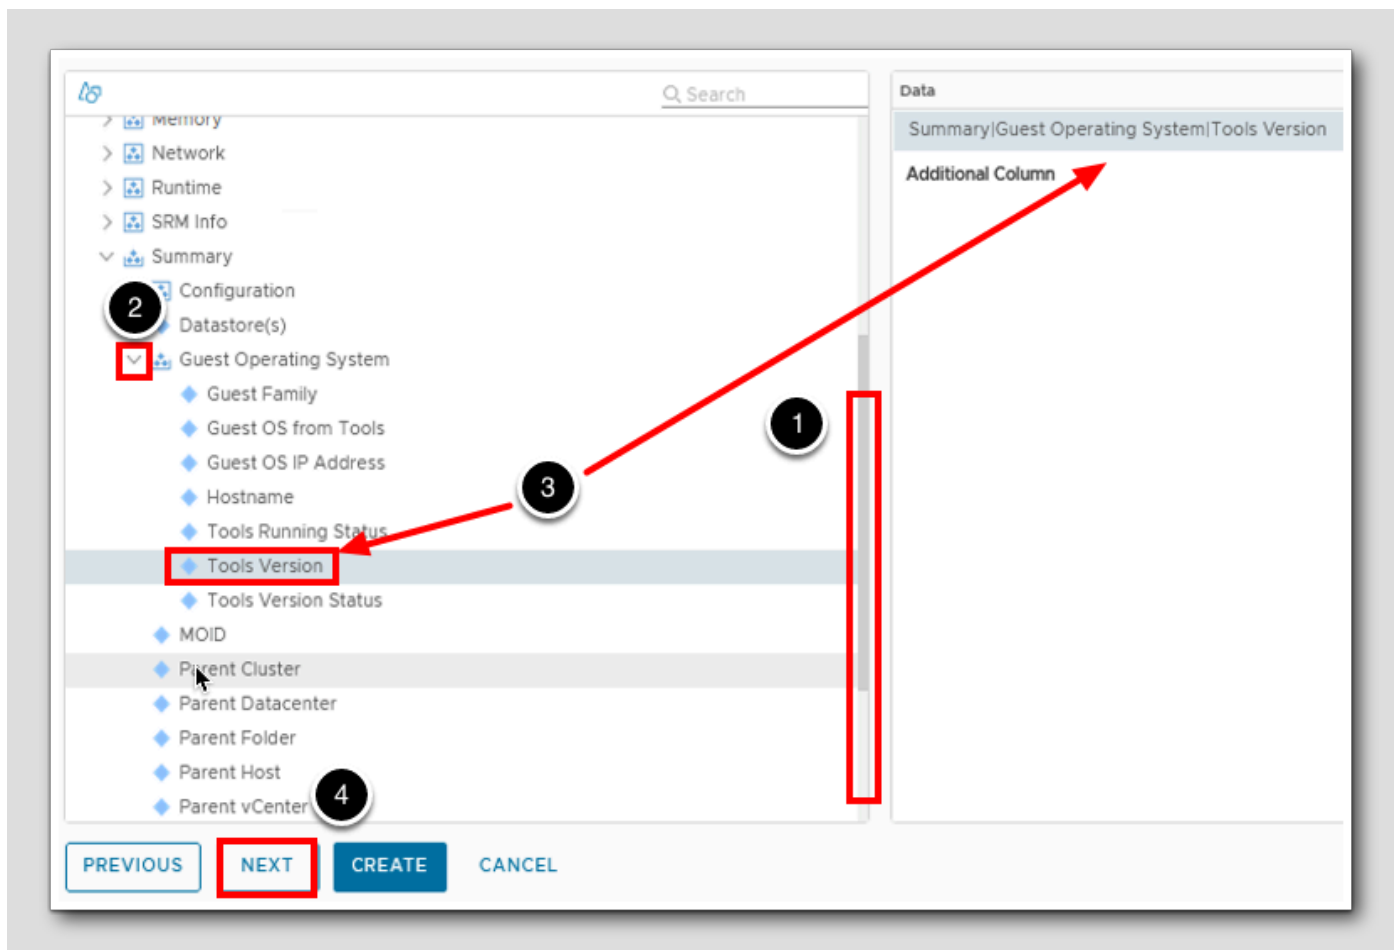 Search
Memory
Network
Runtime
SRM Info
Summary
Configuration
2
Datastore(s)
Guest Operating System
Guest Family
Guest OS from Tools
1
Guest OS IP Address
3
Hostname
Tools Running Status
Tools Version
Tools Version Status
MOID
Parent Cluster
Parent Datacenter
Parent Folder
Parent Host
4
Parent vCenter
PREVIOUS NEXT CREATE CANCEL
Data
Summary|Guest Operating System|Tools Version
Additional Column